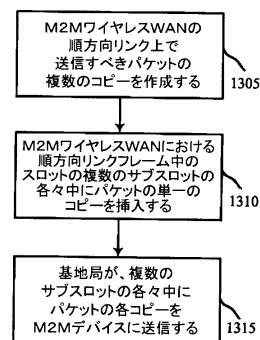 M2MワイヤレスWANの
順方向リンク上で
送信すべきパケットの
複数のコピーを作成する
1305
M2MワイヤレスWANにおける
順方向リンクフレーム中の
スロットの複数のサブスロットの
各々中にパケットの単一の
コピーを挿入する
1310
基地局が、複数の
サブスロットの各々中に
パケットの各コピーを
M2Mデバイスに送信する
1315